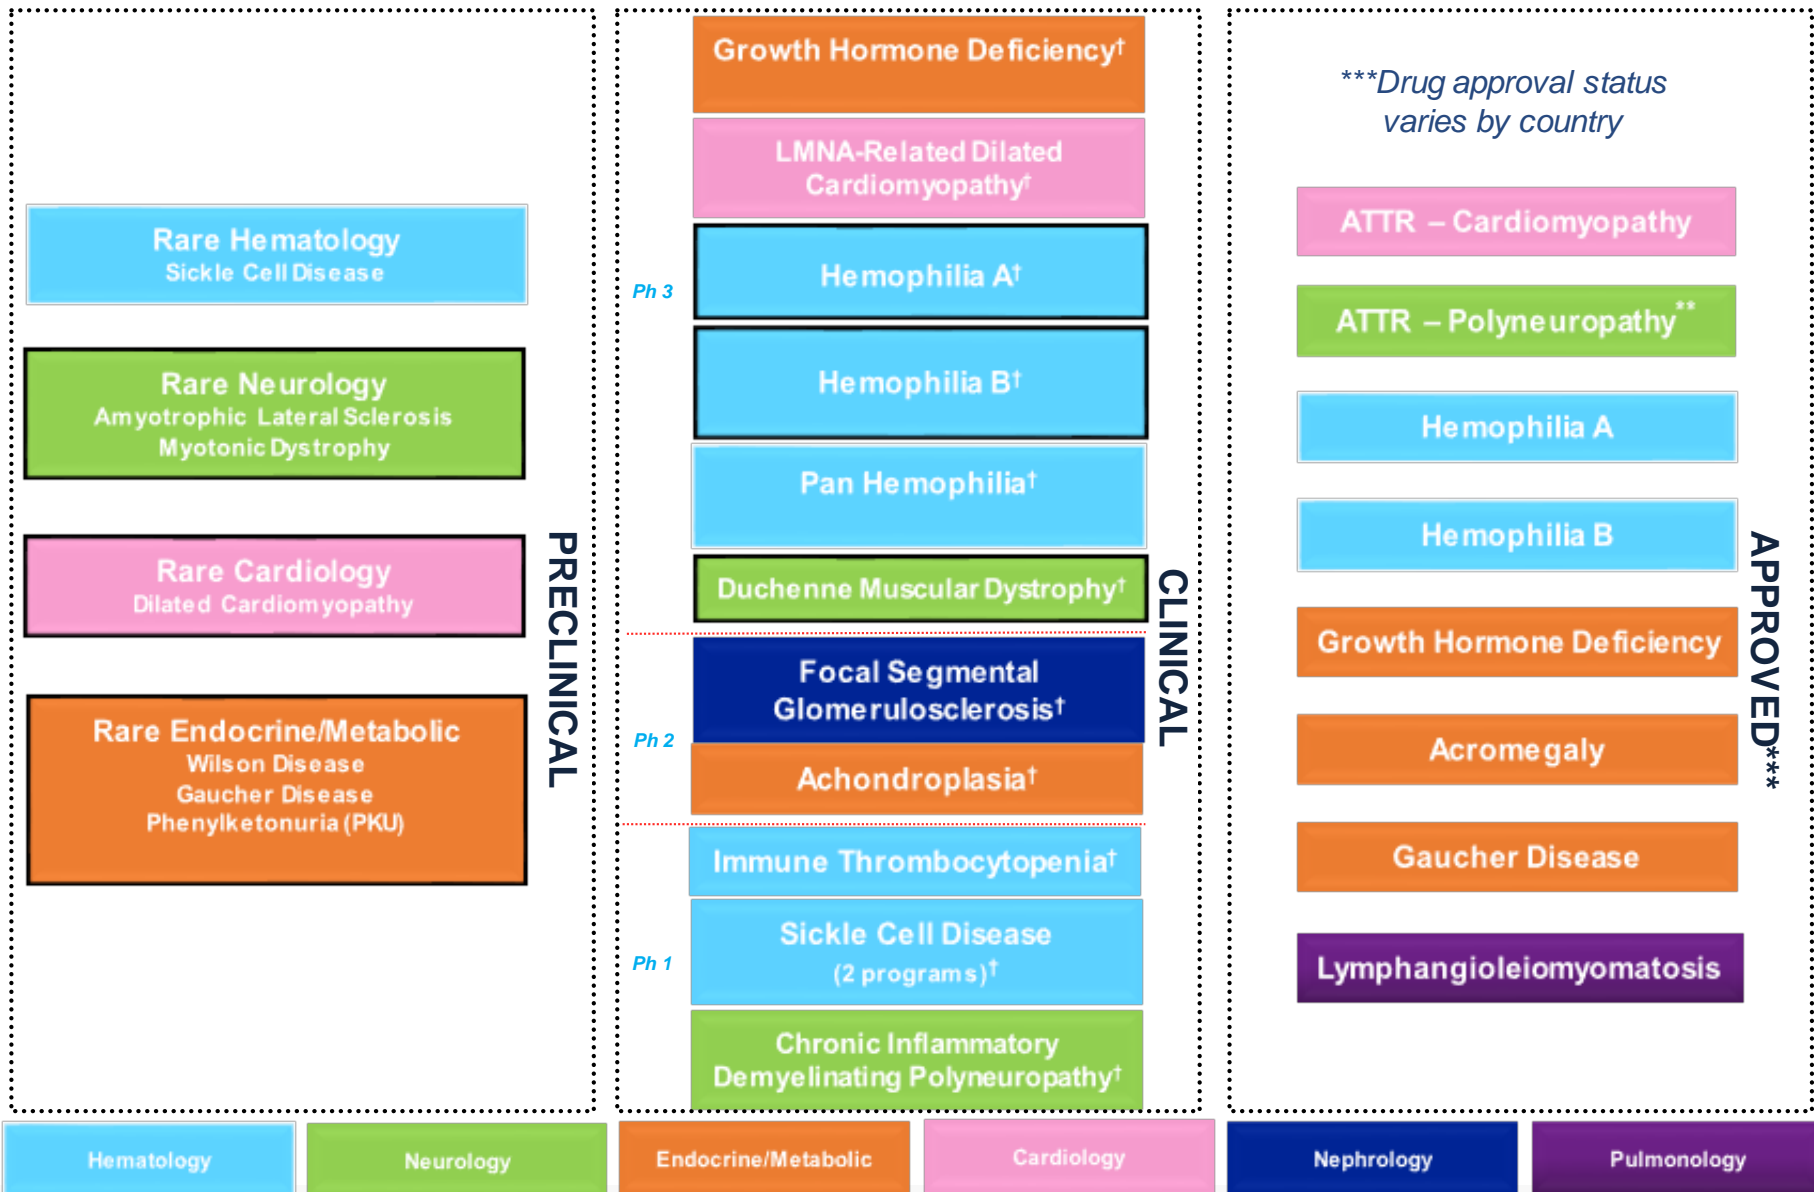 Rare Hematology
Sickle Cell Disease
Rare Neurology
Amyotrophic Lateral Sclerosis
Myotonic Dystrophy
Rare Cardiology
Dilated Cardiomyopathy
Rare Endocrine/Metabolic
Wilson Disease
Gaucher Disease
Phenylketonuria (PKU)
PRECLINICAL
Growth Hormone Deficiency†
LMNA-Related Dilated
Cardiomyopathy†
Ph 3
Hemophilia A†
Hemophilia B†
Pan Hemophilia†
Duchenne Muscular Dystrophy†
Ph 2
Focal Segmental
Glomerulosclerosis†
Achondroplasia†
Ph 1
Immune Thrombocytopenia†
Sickle Cell Disease
(2 programs)†
Chronic Inflammatory
Demyelinating Polyneuropathy†
CLINICAL
***Drug approval status
varies by country
ATTR – Cardiomyopathy
ATTR – Polyneuropathy**
Hemophilia A
Hemophilia B
Growth Hormone Deficiency
Acromegaly
Gaucher Disease
Lymphangioleiomyomatosis
APPROVED***
Hematology
Neurology
Endocrine/Metabolic
Cardiology
Nephrology
Pulmonology